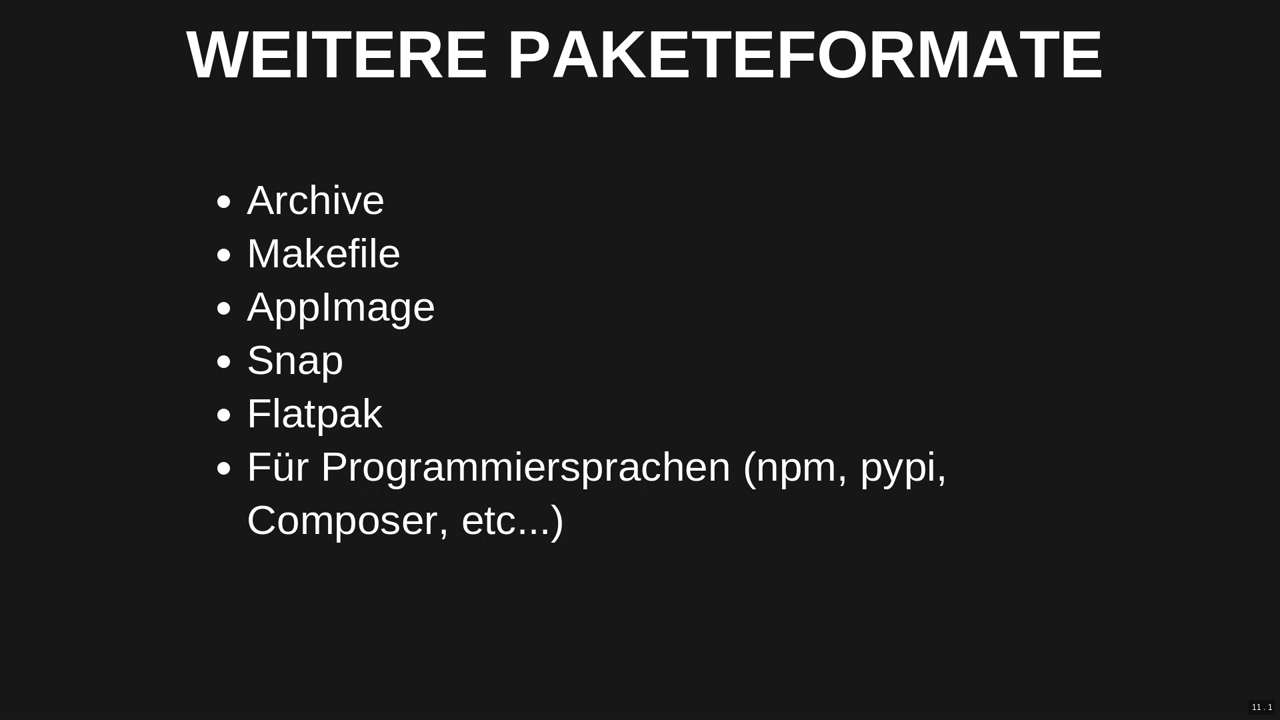 WEITERE PAKETEFORMATE
• Archive
• Makefile
• AppImage
• Snap
• Flatpak
• Für Programmiersprachen (npm, pypi,
Composer, etc...)
11.1